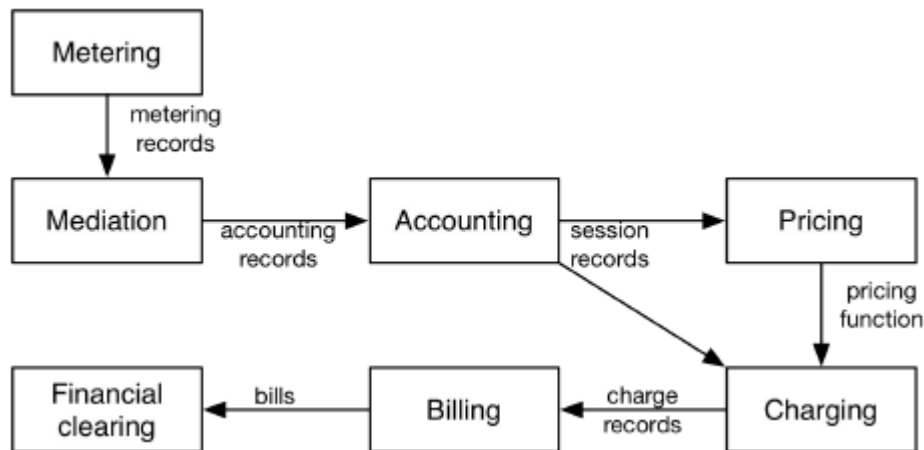 Metering
metering
records
Mediation
accounting
records
Accounting
session
records
Pricing
pricing
function
Financial
clearing
bills
Billing
charge
records
Charging